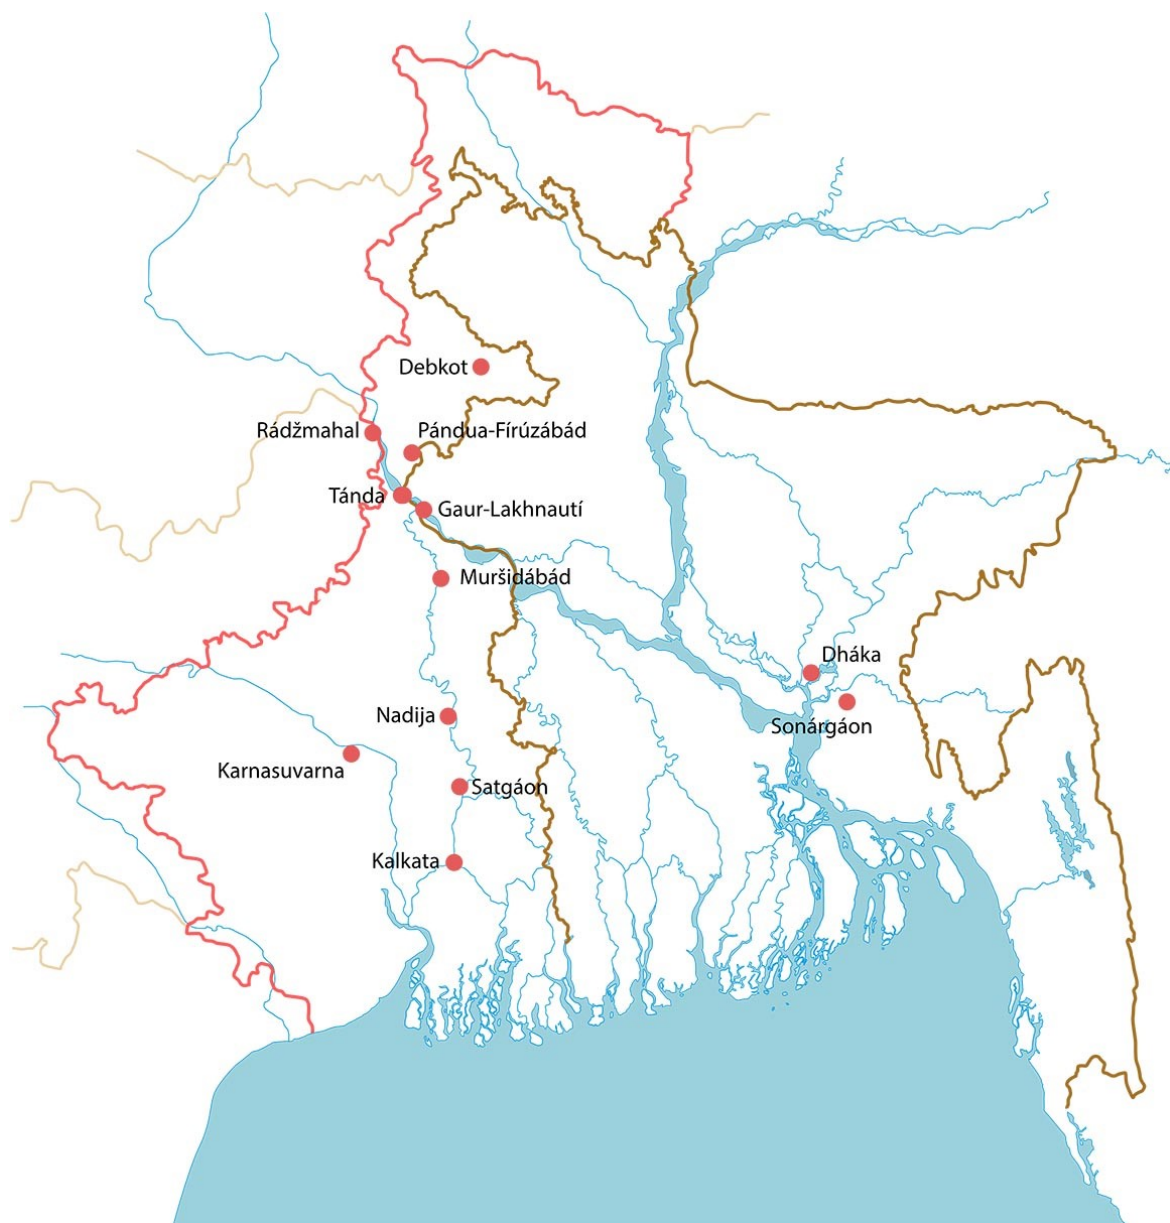 Debkot
Rádžmahal
Pándua-Fírúzábád
Tánda
Gaur-Lakhnautí
Muršidábád
Dháka
Nadija
Sonárgáon
Karnasuvarna
Satgáon
Kalkata